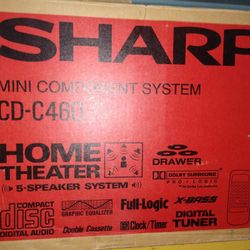 SHARP
MINI COMPONENT SYSTEM
CD-C460
HOME
THEATER
5-SPEAKER SYSTEM
3
DRAWER
DOLBY SURROUND
PRO · LOGIC
COMPACT
disc
DIGITAL AUDIO
GRAPHIC EQUALIZER
Double Cassette
Full-Logic
Clock/Timer
X-BASS
DIGITAL
TUNER